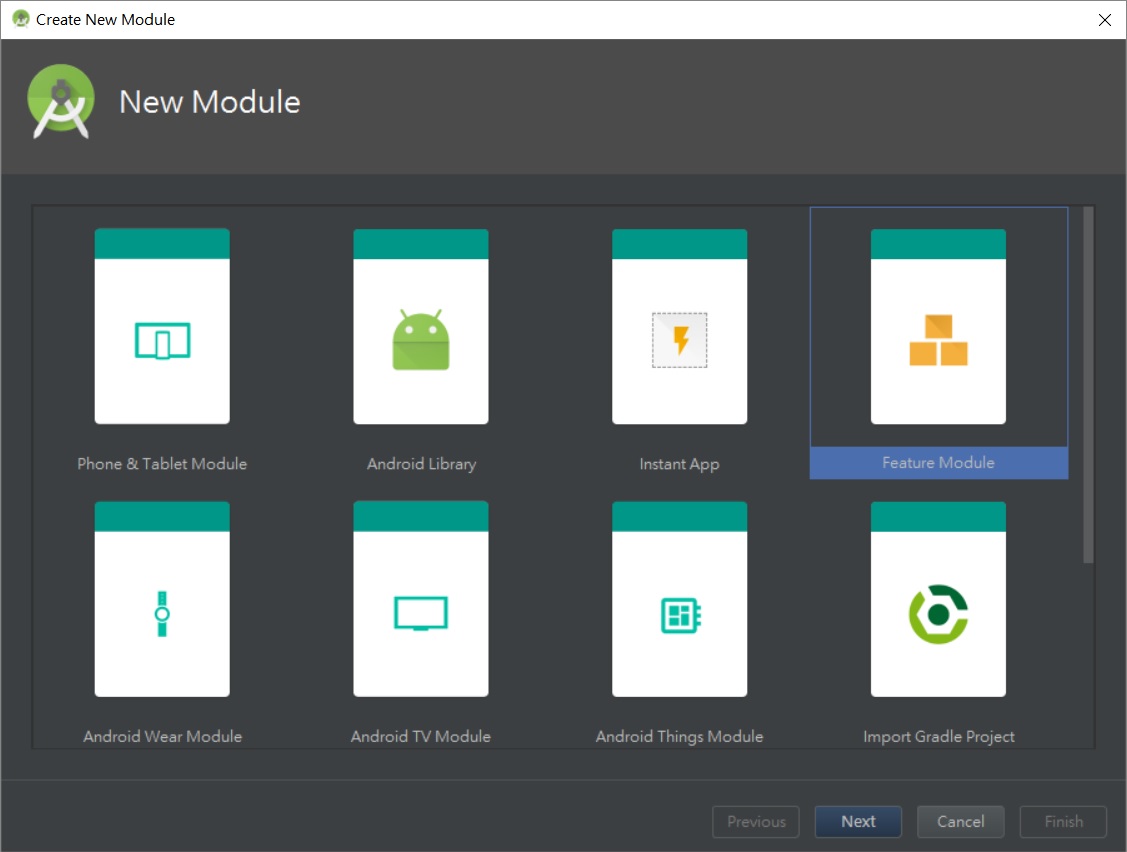 Create New Module
New Module
Phone & Tablet Module
Android Library
Instant App
Feature Module
Android Wear Module
Android TV Module
Android Things Module
Import Gradle Project
Previous
Next
Cancel
Finish